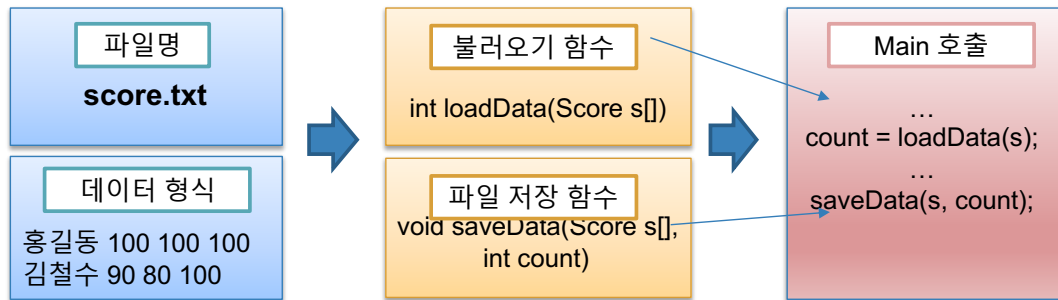 파일명
score.txt
데이터 형식
홍길동 100 100 100
김철수 90 80 100
불러오기 함수
int loadData(Score s[])
파일 저장 함수
void saveData(Score s[],
int count)
Main 호출
…
count = loadData(s);
…
saveData(s, count);